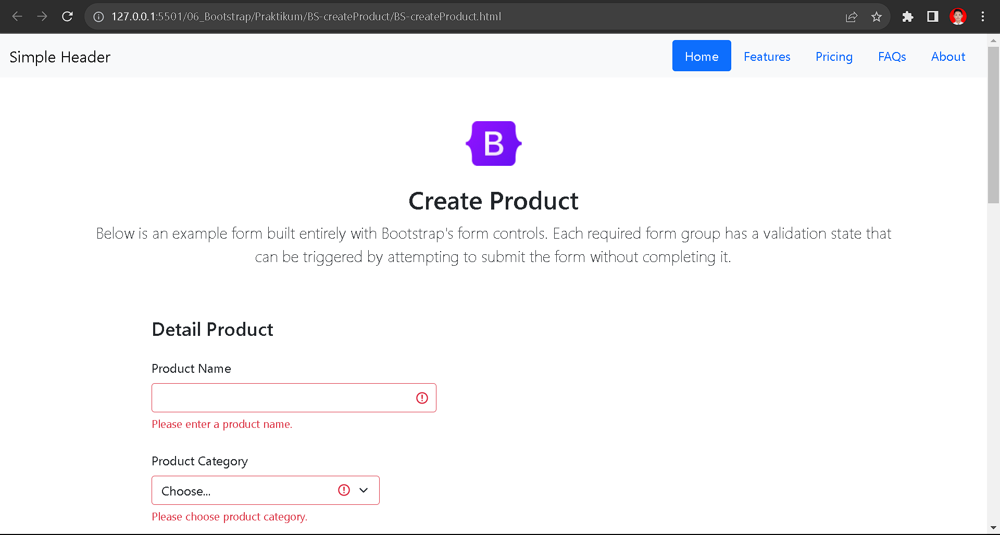 127.0.0.1:5501/06_Bootstrap/Praktikum/BS-createProduct/BS-createProduct.html
Simple Header
Home Features Pricing FAQs About
B
Create Product
Below is an example form built entirely with Bootstrap's form controls. Each required form group has a validation state that
can be triggered by attempting to submit the form without completing it.
Detail Product
Product Name
Please enter a product name.
Product Category
Choose...
Please choose product category.